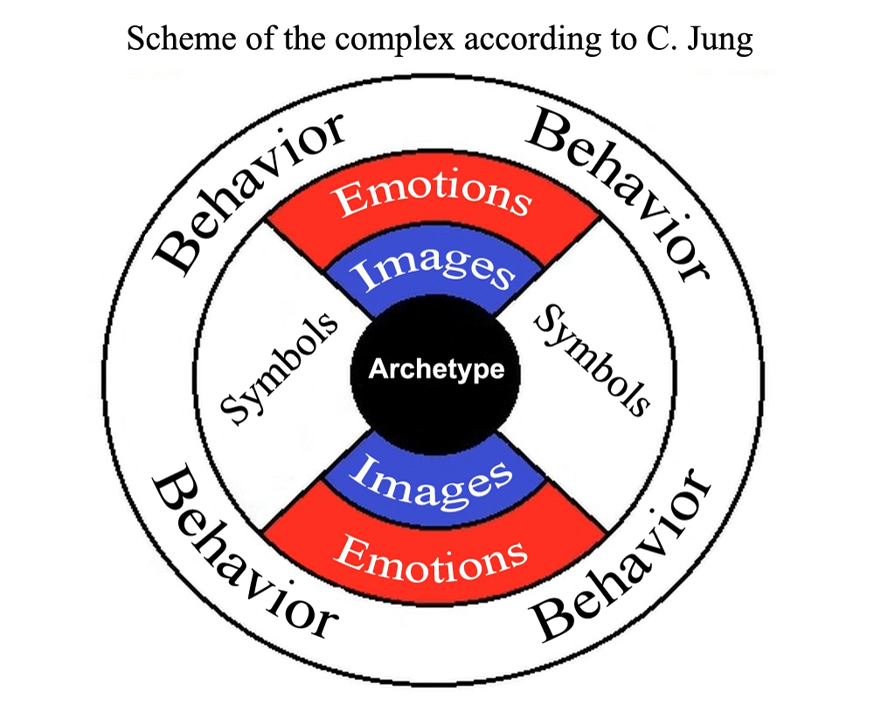 Scheme of the complex according to C. Jung
Behavior
Behavior
Emotions
Images
Symbols
Archetype
Symbols
Images
Emotions
Behavior
Behavior